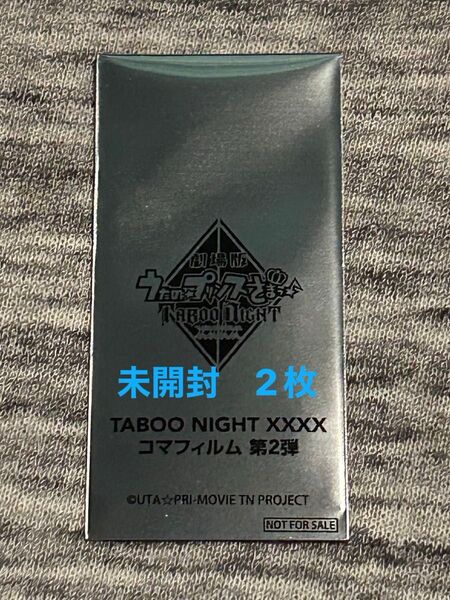 劇場版
うたの☆プリンスさまっ♪
TABOO NIGHT
XXXX
未開封 2枚
TABOO NIGHT XXXX
コマフィルム 第2弾
©UTA☆PRI-MOVIE TN PROJECT
NOT FOR SALE